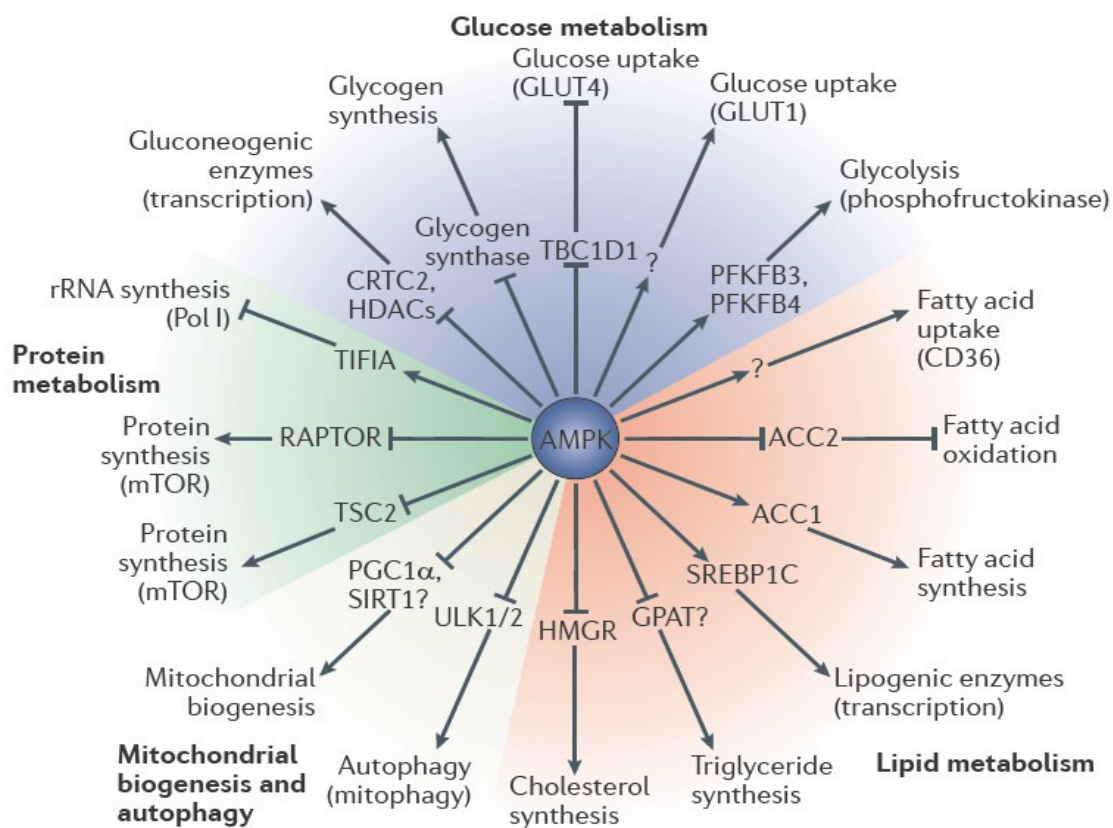 Glucose metabolism
Glucose uptake
(GLUT4)
Glucose uptake
(GLUT1)
Glycogen
synthesis
Gluconeogenic
enzymes
(transcription)
Glycolysis
(phosphofructokinase)
Glycogen
synthase
TBC1D1
?
CRTC2,
HDACs
PFKFB3,
PFKFB4
rRNA synthesis
(Pol I)
Fatty acid
uptake
(CD36)
Protein
metabolism
TIFIA
?
AMPK
Protein
synthesis
(mTOR)
RAPTOR
ACC2
Fatty acid
oxidation
TSC2
ACC1
Protein
synthesis
(mTOR)
Fatty acid
synthesis
PGC1α,
SIRT1?
SREBP1C
ULK1/2
HMGR
GPAT?
Mitochondrial
biogenesis
Lipogenic enzymes
(transcription)
Mitochondrial
biogenesis and
autophagy
Autophagy
(mitophagy)
Cholesterol
synthesis
Triglyceride
synthesis
Lipid metabolism